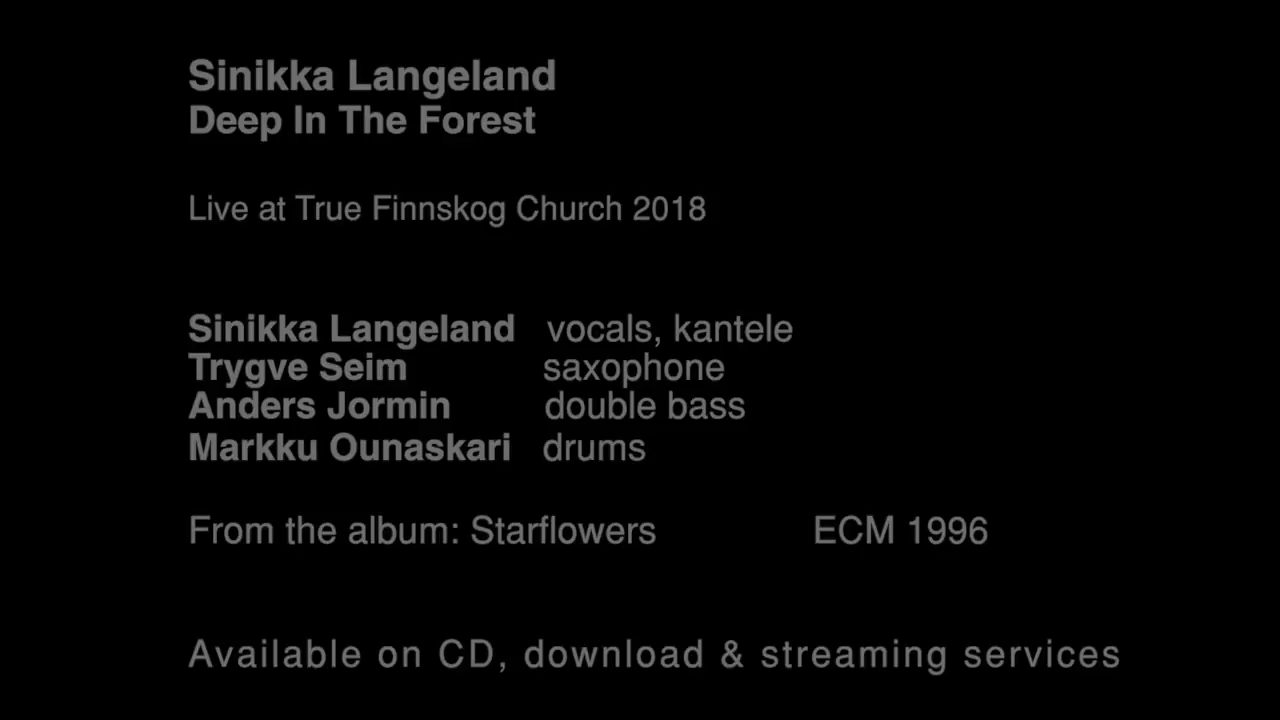 Sinikka Langeland
Deep In The Forest
Live at True Finnskog Church 2018
Sinikka Langeland vocals, kantele
Trygve Seim saxophone
Anders Jormin double bass
Markku Ounaskari drums
From the album: Starflowers ECM 1996
Available on CD, download & streaming services